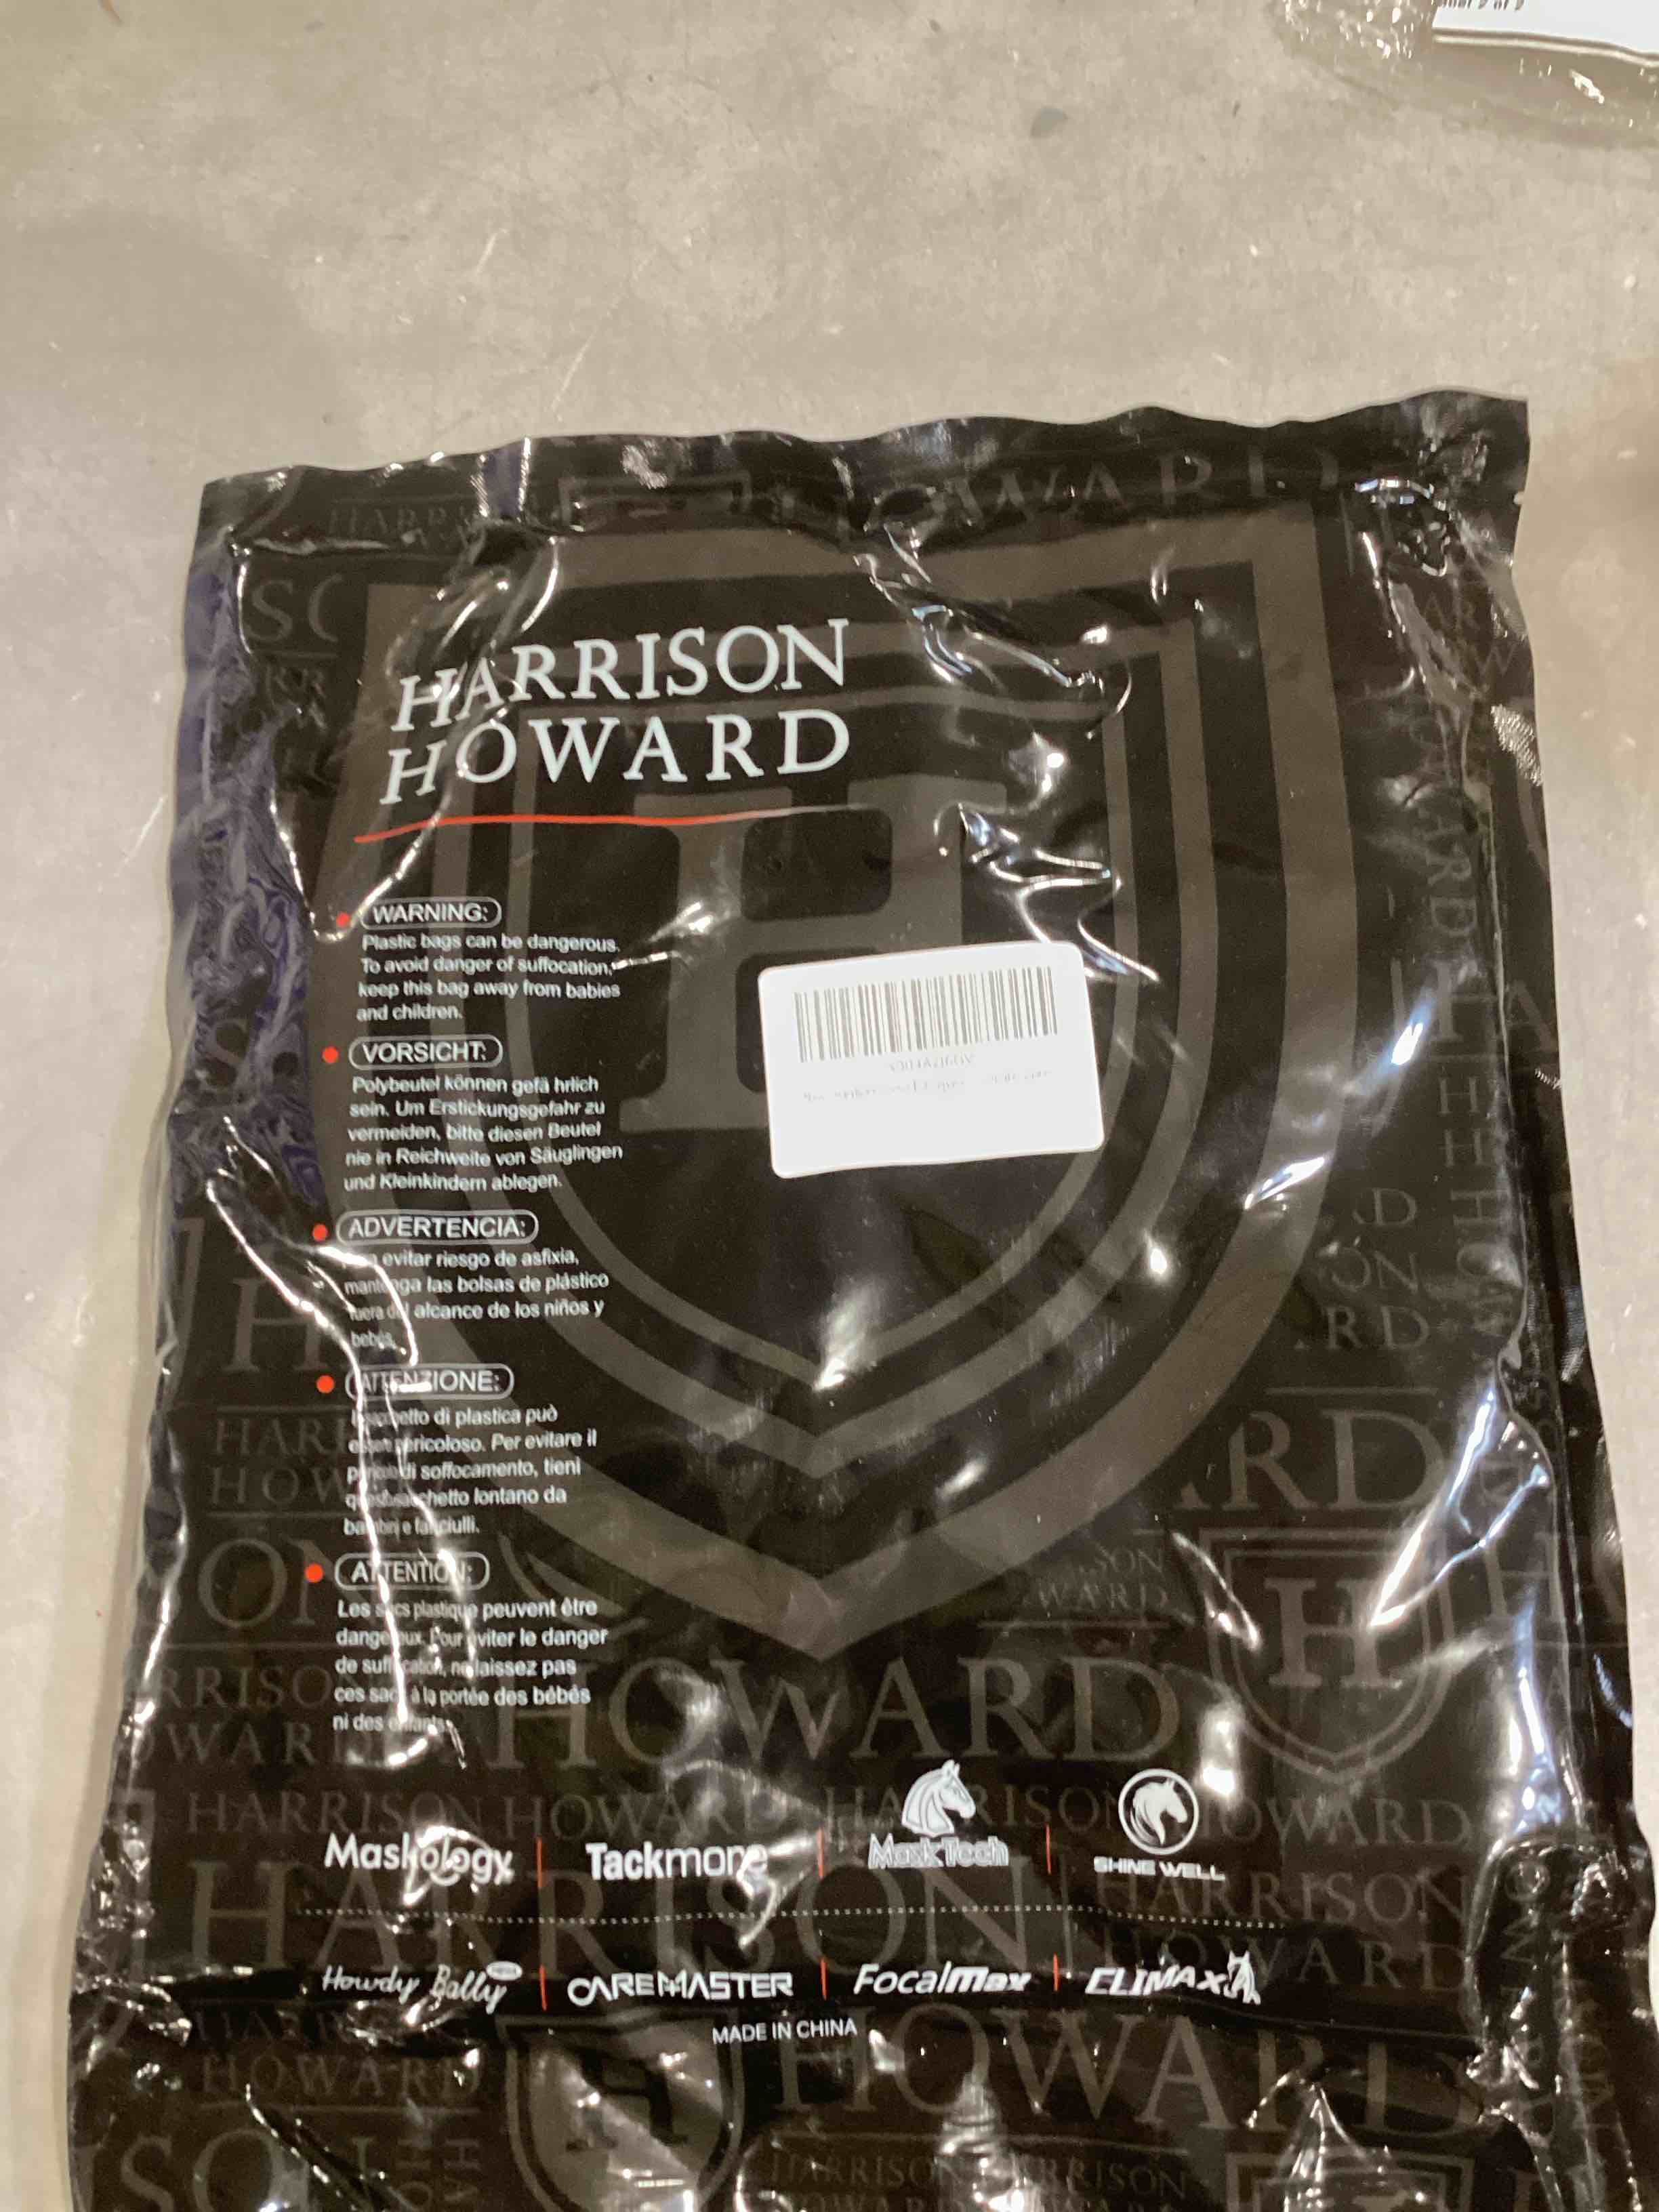 HARRISON
HOWARD
WARNING:
Plastic bags can be dangerous.
To avoid danger of suffocation,
keep this bag away from babies
and children.
VORSICHT:
Polybeutel können gefä hrlich
sein. Um Erstickungsgefahr zu
vermeiden, bitte diesen Beutel
nie in Reichweite von Säuglingen
und Kleinkindern ablegen.
ADVERTENCIA:
evitar riesgo de asfixia,
mantenga las bolsas de plástico
fuera del alcance de los niños y
bebés.
ATTENZIONE:
di plastica può
pericoloso. Per evitare il
di soffocamento, tieni
lontano da
e fanciulli.
ATTENTION:
Les sacs plastique peuvent être
dangereux. Pour éviter le danger
de suffocation, ne laissez pas
ces sacs à la portée des bébés
ni des enfants.
Maskology Tackmore MaskTech SHINE WELL
Howdy Bally CAREMASTER FocalMax CLIMAX
MADE IN CHINA